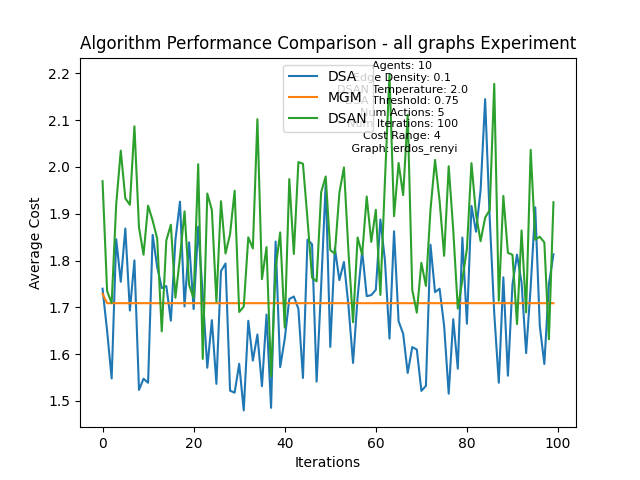 Algorithm Performance Comparison - all graphs Experiment
Average Cost
2.2
2.1
2.0
1.9
1.8
1.7
1.6
1.5
DSA
MGM
DSAN
Agents: 10
Edge Density: 0.1
DSAN Temperature: 2.0
Threshold: 0.75
Num Actions: 5
Num Iterations: 100
Cost Range: 4
Graph: erdos_renyi
0
20
40
60
80
100
Iterations